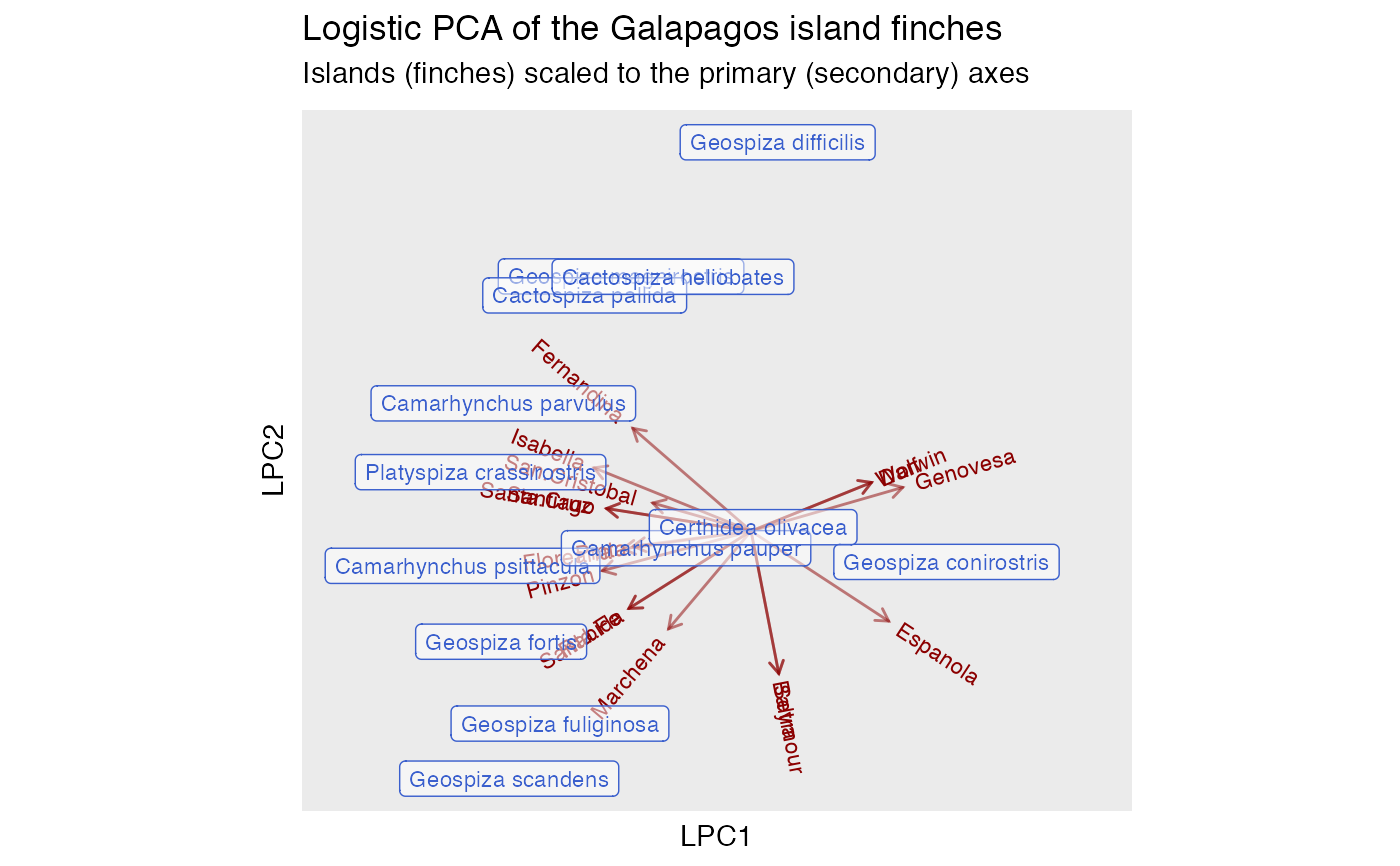 Logistic PCA of the Galapagos island finches
Islands (finches) scaled to the primary (secondary) axes
Geospiza difficilis
Cactospiza heliobates
Cactospiza pallida
Fernandina
Camarhynchus parvulus
Isabella
San Cristobal
Platyspiza crassirostris
Santiago
Darwin
Genovesa
Certhidea olivacea
Camarhynchus pauper
Camarhynchus psittacula
Geospiza conirostris
Pinzon
Geospiza fortis
Marchena
Espanola
Geospiza fuliginosa
Seymour
Geospiza scandens
LPC2
LPC1